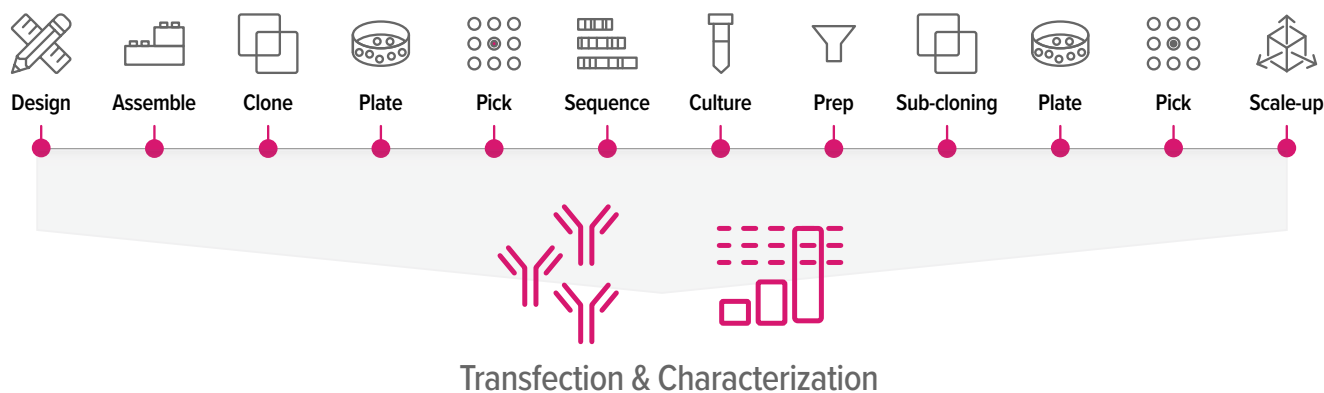 Design Assemble Clone Plate Pick Sequence Culture Prep Sub-cloning Plate Pick Scale-up
Transfection & Characterization